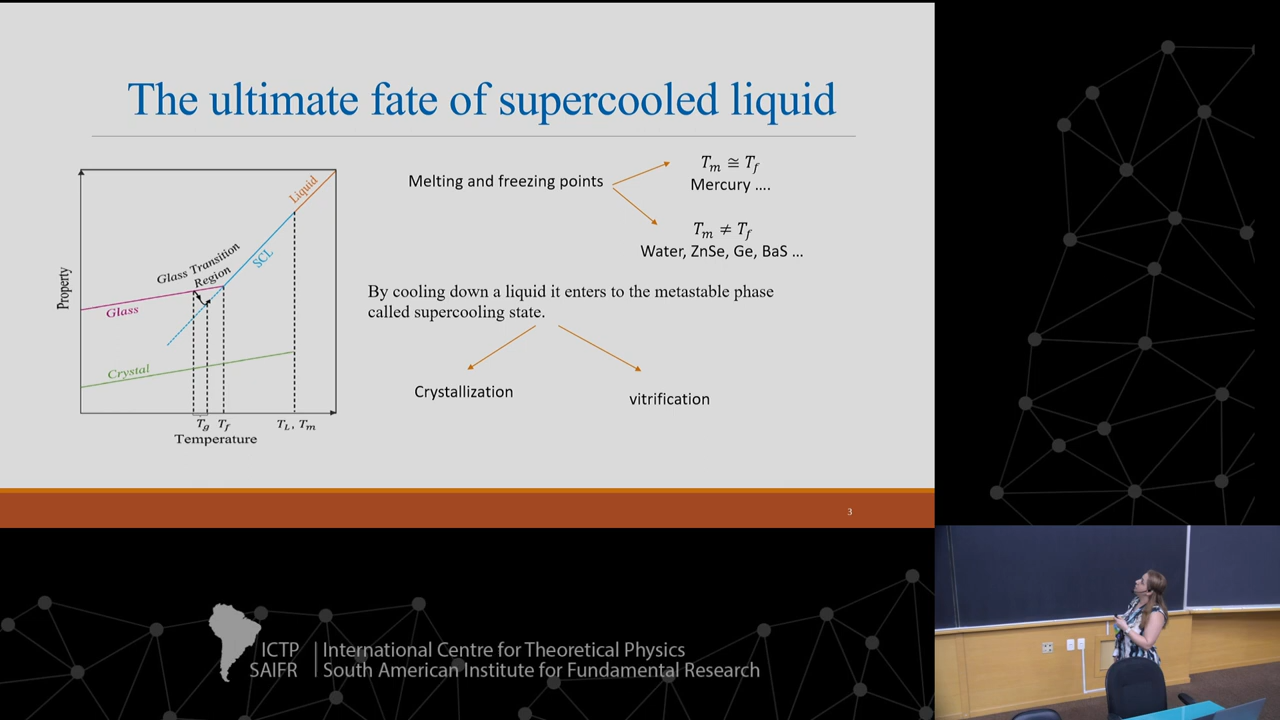 The ultimate fate of supercooled liquid
Property
Liquid
SCL
Glass Transition
Region
Glass
Crystal
T_g T_f T_L, T_m
Temperature
Melting and freezing points
T_m ≅ T_f
Mercury ....
T_m ≠ T_f
Water, ZnSe, Ge, BaS ...
By cooling down a liquid it enters to the metastable phase
called supercooling state.
Crystallization
vitrification
3
ICTP
SAIFR
International Centre for Theoretical Physics
South American Institute for Fundamental Research